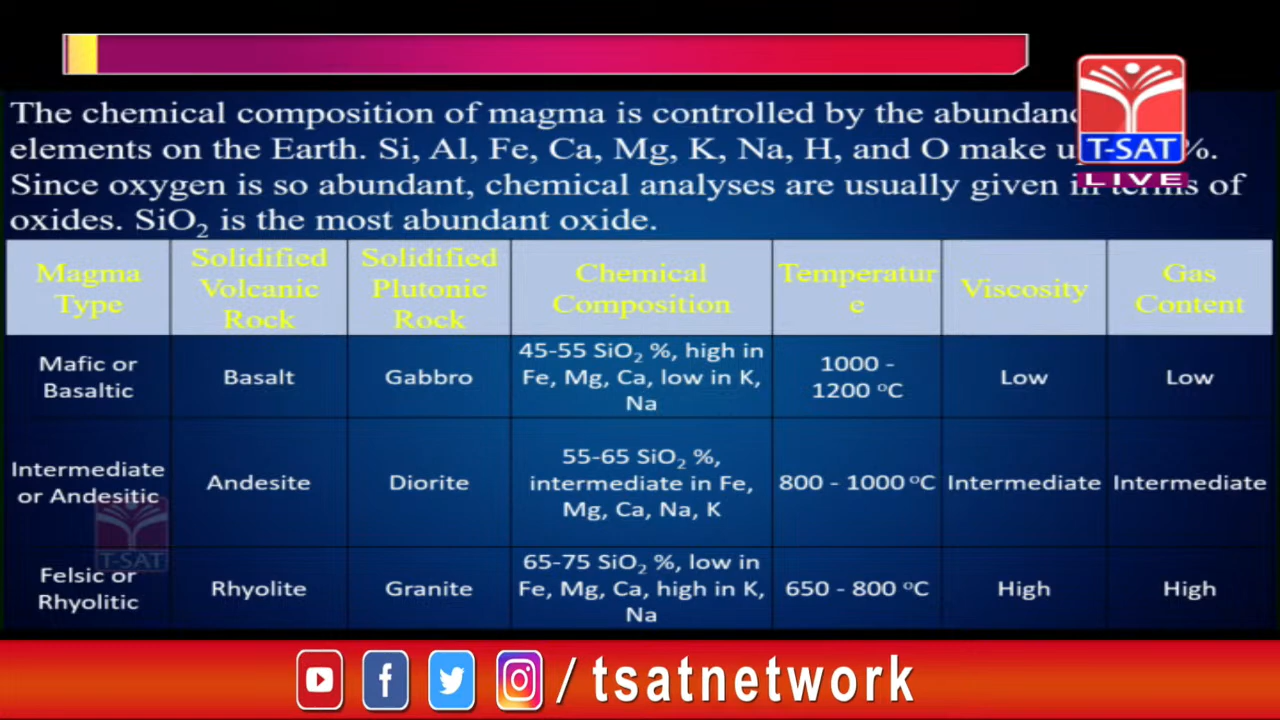 The chemical composition of magma is controlled by the
elements on the Earth. Si, Al, Fe, Ca, Mg, K, Na, H, and O make
Since oxygen is so abundant, chemical analyses are usually given in terms of
oxides. SiO₂ is the most abundant oxide.
T-SAT
LIVE
Magma Type
Solidified Volcanic Rock
Solidified Plutonic Rock
Chemical Composition
Temperatur
e
Viscosity
Gas Content
Mafic or
Basaltic
Basalt
Gabbro
45-55 SiO₂ %, high in
Fe, Mg, Ca, low in K,
Na
1000 -
1200 ºC
Low
Low
Intermediate
or Andesitic
Andesite
Diorite
55-65 SiO₂ %,
intermediate in Fe,
Mg, Ca, Na, K
800 - 1000 ºC
Intermediate
Intermediate
Felsic or
Rhyolitic
Rhyolite
Granite
65-75 SiO₂ %, low in
Fe, Mg, Ca, high in K,
Na
650 - 800 ºC
High
High
T-SAT
/ tsatnetwork